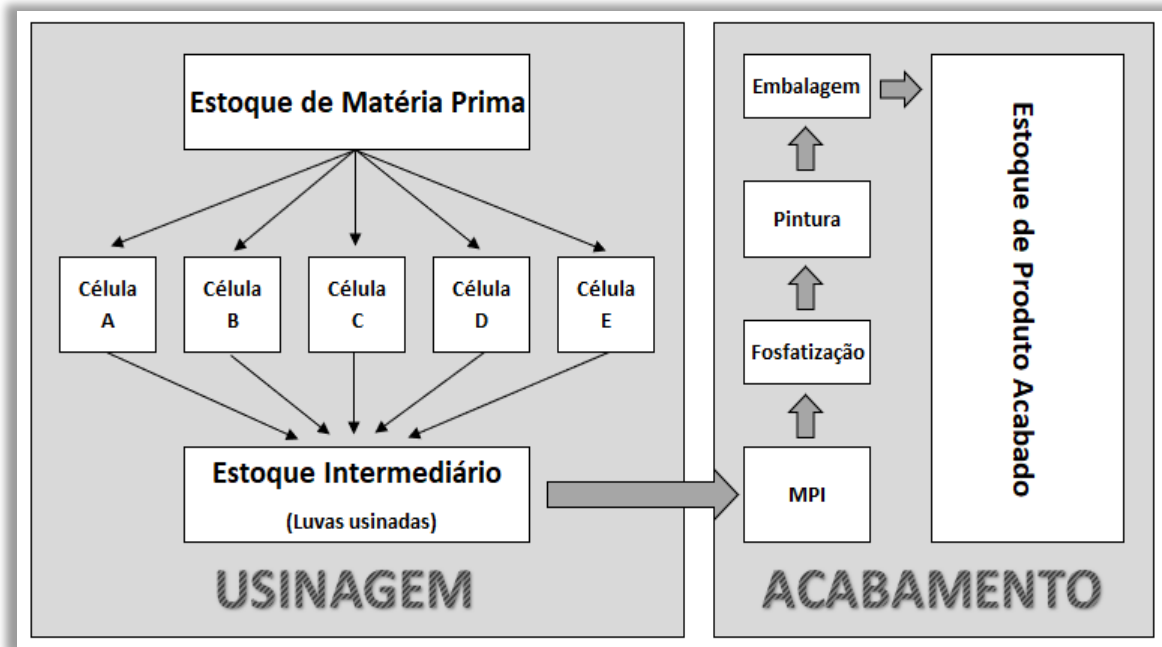 Estoque de Matéria Prima
Célula
A
Célula
B
Célula
C
Célula
D
Célula
E
Estoque Intermediário
(Luvas usinadas)
USINAGEM
Embalagem
Pintura
Fosfatização
MPI
Estoque de Produto Acabado
ACABAMENTO